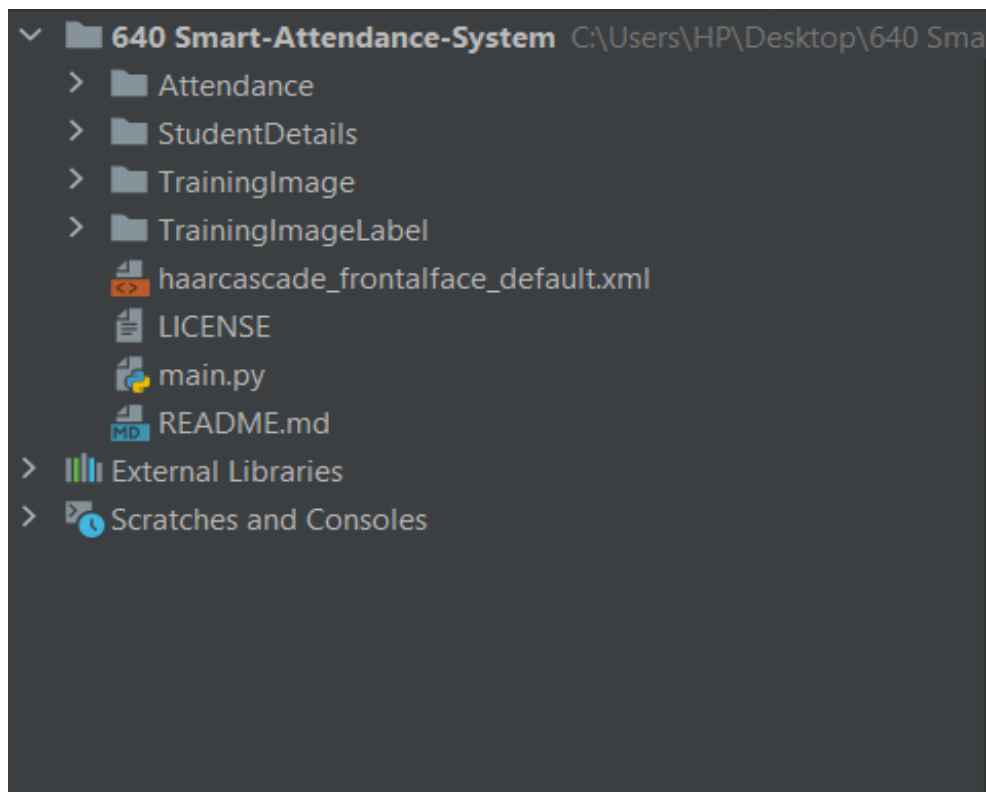 640 Smart-Attendance-System C:\Users\HP\Desktop\640 Sma
Attendance
StudentDetails
TrainingImage
TrainingImageLabel
haarcascade_frontalface_default.xml
LICENSE
main.py
MD README.md
External Libraries
Scratches and Consoles